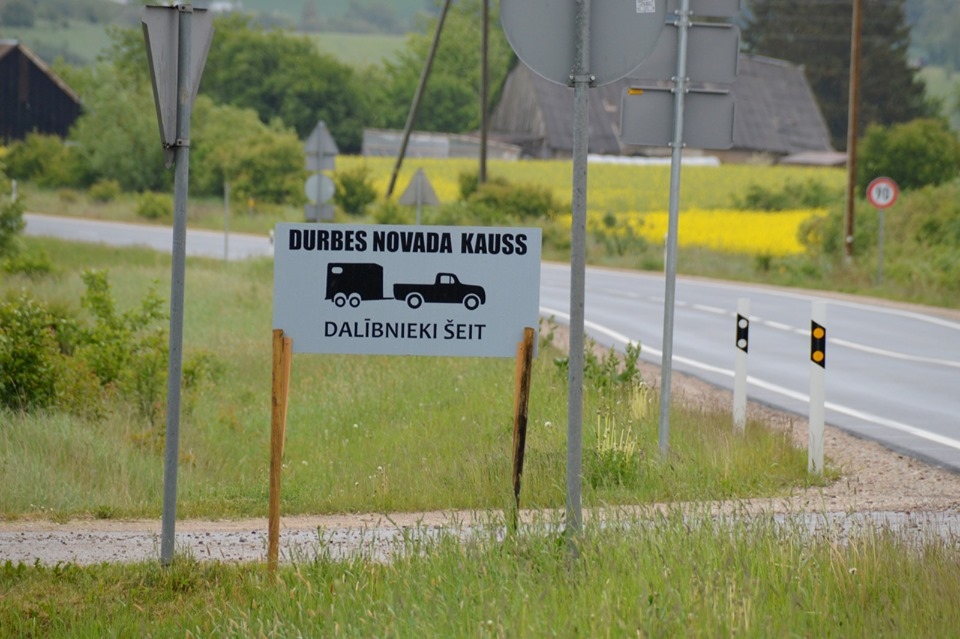 DURBES NOVADA KAUSS
DALĪBNIEKI ŠEIT
90